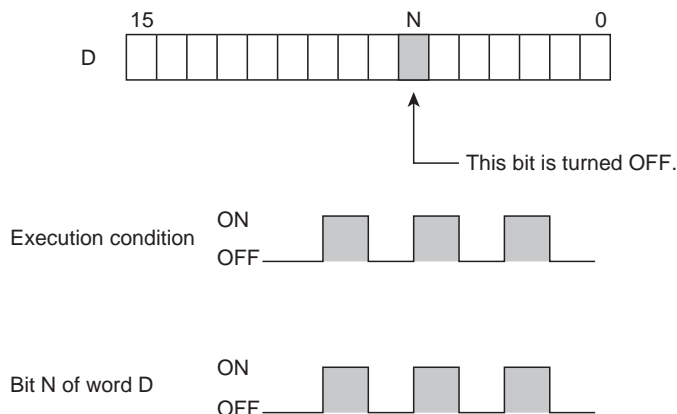 15 N 0
D
This bit is turned OFF.
ON
Execution condition
OFF
ON
Bit N of word D
OFF